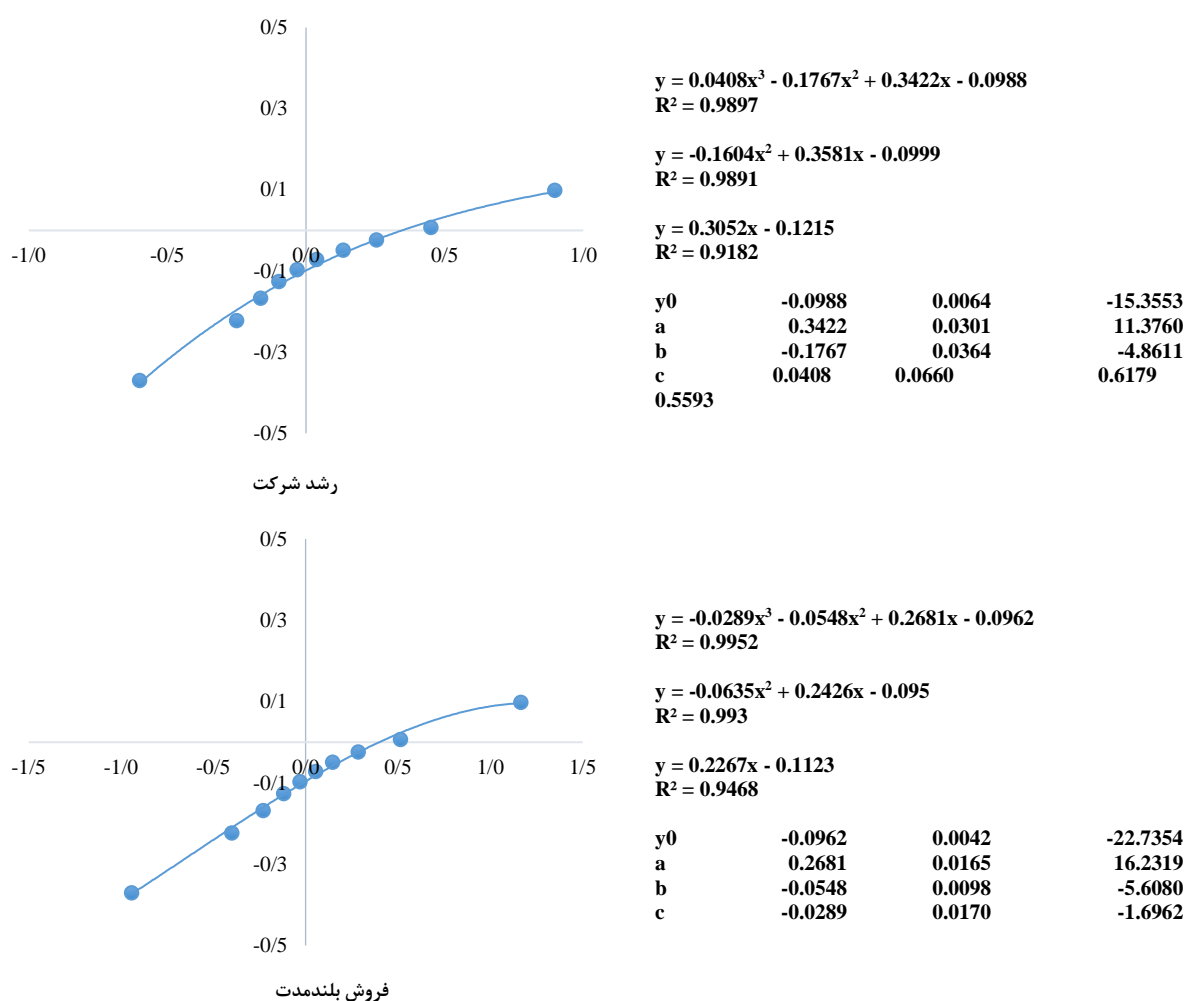 0/5
0/3
0/1
-1/0 -0/5 0/0 0/5 1/0
-0/1
-0/3
-0/5
رشد شرکت
y = 0.0408x³ - 0.1767x² + 0.3422x - 0.0988
R² = 0.9897
y = -0.1604x² + 0.3581x - 0.0999
R² = 0.9891
y = 0.3052x - 0.1215
R² = 0.9182
y0 -0.0988 0.0064 -15.3553
a 0.3422 0.0301 11.3760
b -0.1767 0.0364 -4.8611
c 0.0408 0.0660 0.6179
0.5593
0/5
0/3
0/1
-1/5 -1/0 -0/5 0/0 0/5 1/0 1/5
-0/1
-0/3
-0/5
فروش بلندمدت
y = -0.0289x³ - 0.0548x² + 0.2681x - 0.0962
R² = 0.9952
y = -0.0635x² + 0.2426x - 0.095
R² = 0.993
y = 0.2267x - 0.1123
R² = 0.9468
y0 -0.0962 0.0042 -22.7354
a 0.2681 0.0165 16.2319
b -0.0548 0.0098 -5.6080
c -0.0289 0.0170 -1.6962